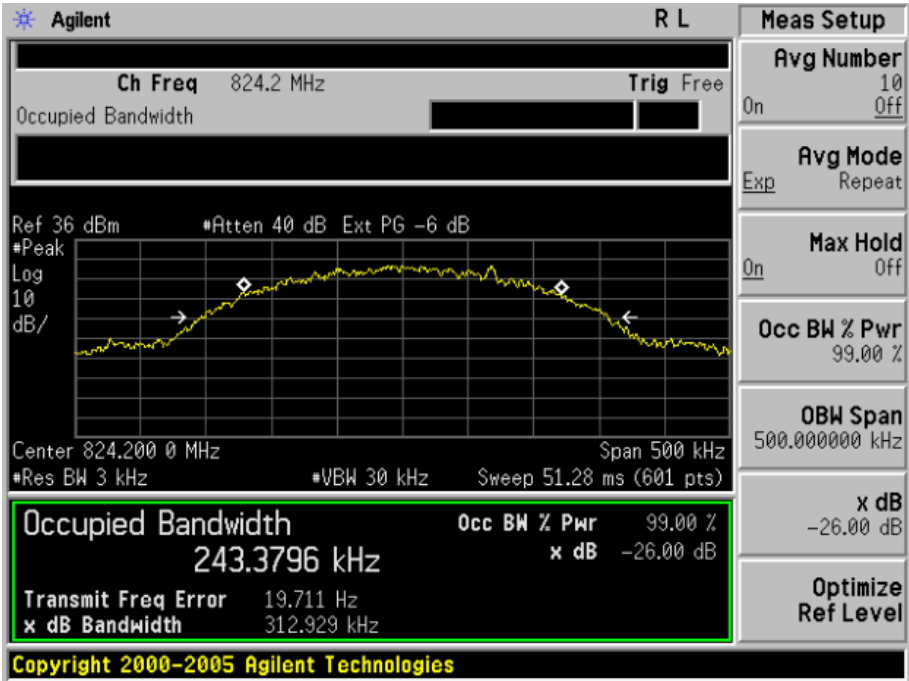 Agilent R L
Ch Freq 824.2 MHz Trig Free
Occupied Bandwidth
Ref 36 dBm #Atten 40 dB Ext PG -6 dB
#Peak
Log
10
dB/
Center 824.200 0 MHz Span 500 kHz
#Res BW 3 kHz #VBW 30 kHz Sweep 51.28 ms (601 pts)
Occupied Bandwidth
243.3796 kHz
Occ BW % Pwr 99.00 %
x dB -26.00 dB
Transmit Freq Error 19.711 Hz
x dB Bandwidth 312.929 kHz
Copyright 2000-2005 Agilent Technologies
Meas Setup
Avg Number
10
On Off
Avg Mode
Exp Repeat
Max Hold
On Off
Occ BW % Pwr
99.00 %
OBW Span
500.000000 kHz
x dB
-26.00 dB
Optimize
Ref Level